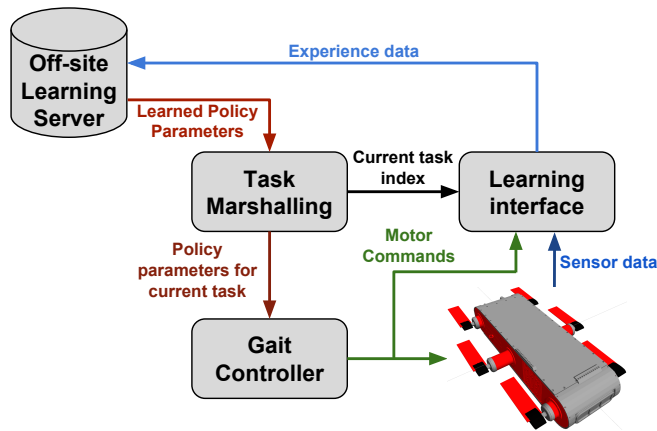 Off-site
Learning
Server
Experience data
Learned Policy
Parameters
Task
Marshalling
Current task
index
Learning
interface
Policy
parameters for
current task
Motor
Commands
Sensor data
Gait
Controller